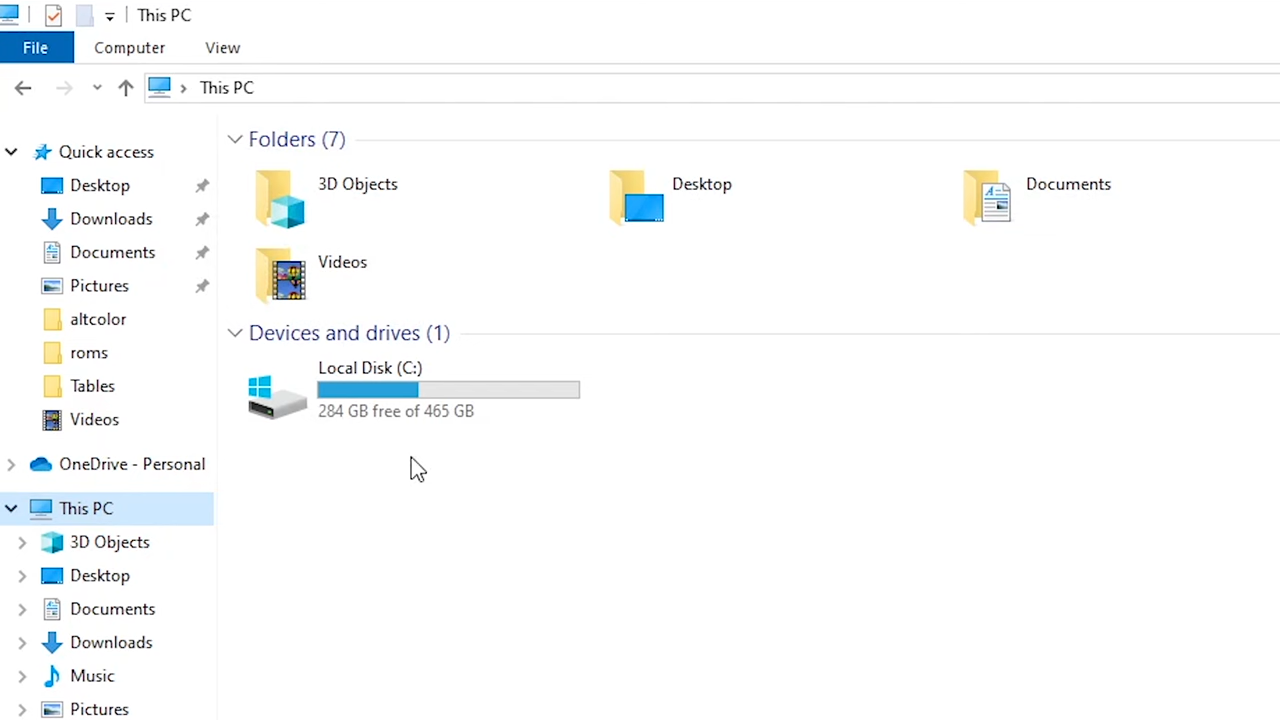 This PC
File Computer View
This PC
Quick access
Desktop
Downloads
Documents
Pictures
altcolor
roms
Tables
Videos
OneDrive - Personal
This PC
3D Objects
Desktop
Documents
Downloads
Music
Pictures
Folders (7)
3D Objects
Desktop
Documents
Videos
Devices and drives (1)
Local Disk (C:)
284 GB free of 465 GB